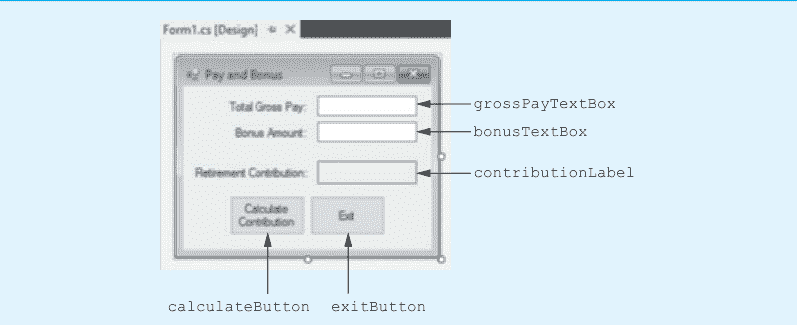 Form1.cs [Design]
Pay and Bonus
Total Gross Pay:
grossPayTextBox
Bonus Amount:
bonusTextBox
Retirement Contribution:
contributionLabel
Calculate
Contribution
Exit
calculateButton
exitButton